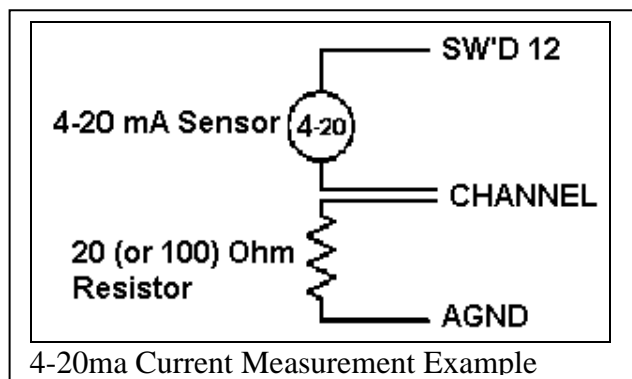 SW'D 12
4-20 mA Sensor
4-20
CHANNEL
20 (or 100) Ohm
Resistor
AGND
4-20ma Current Measurement Example